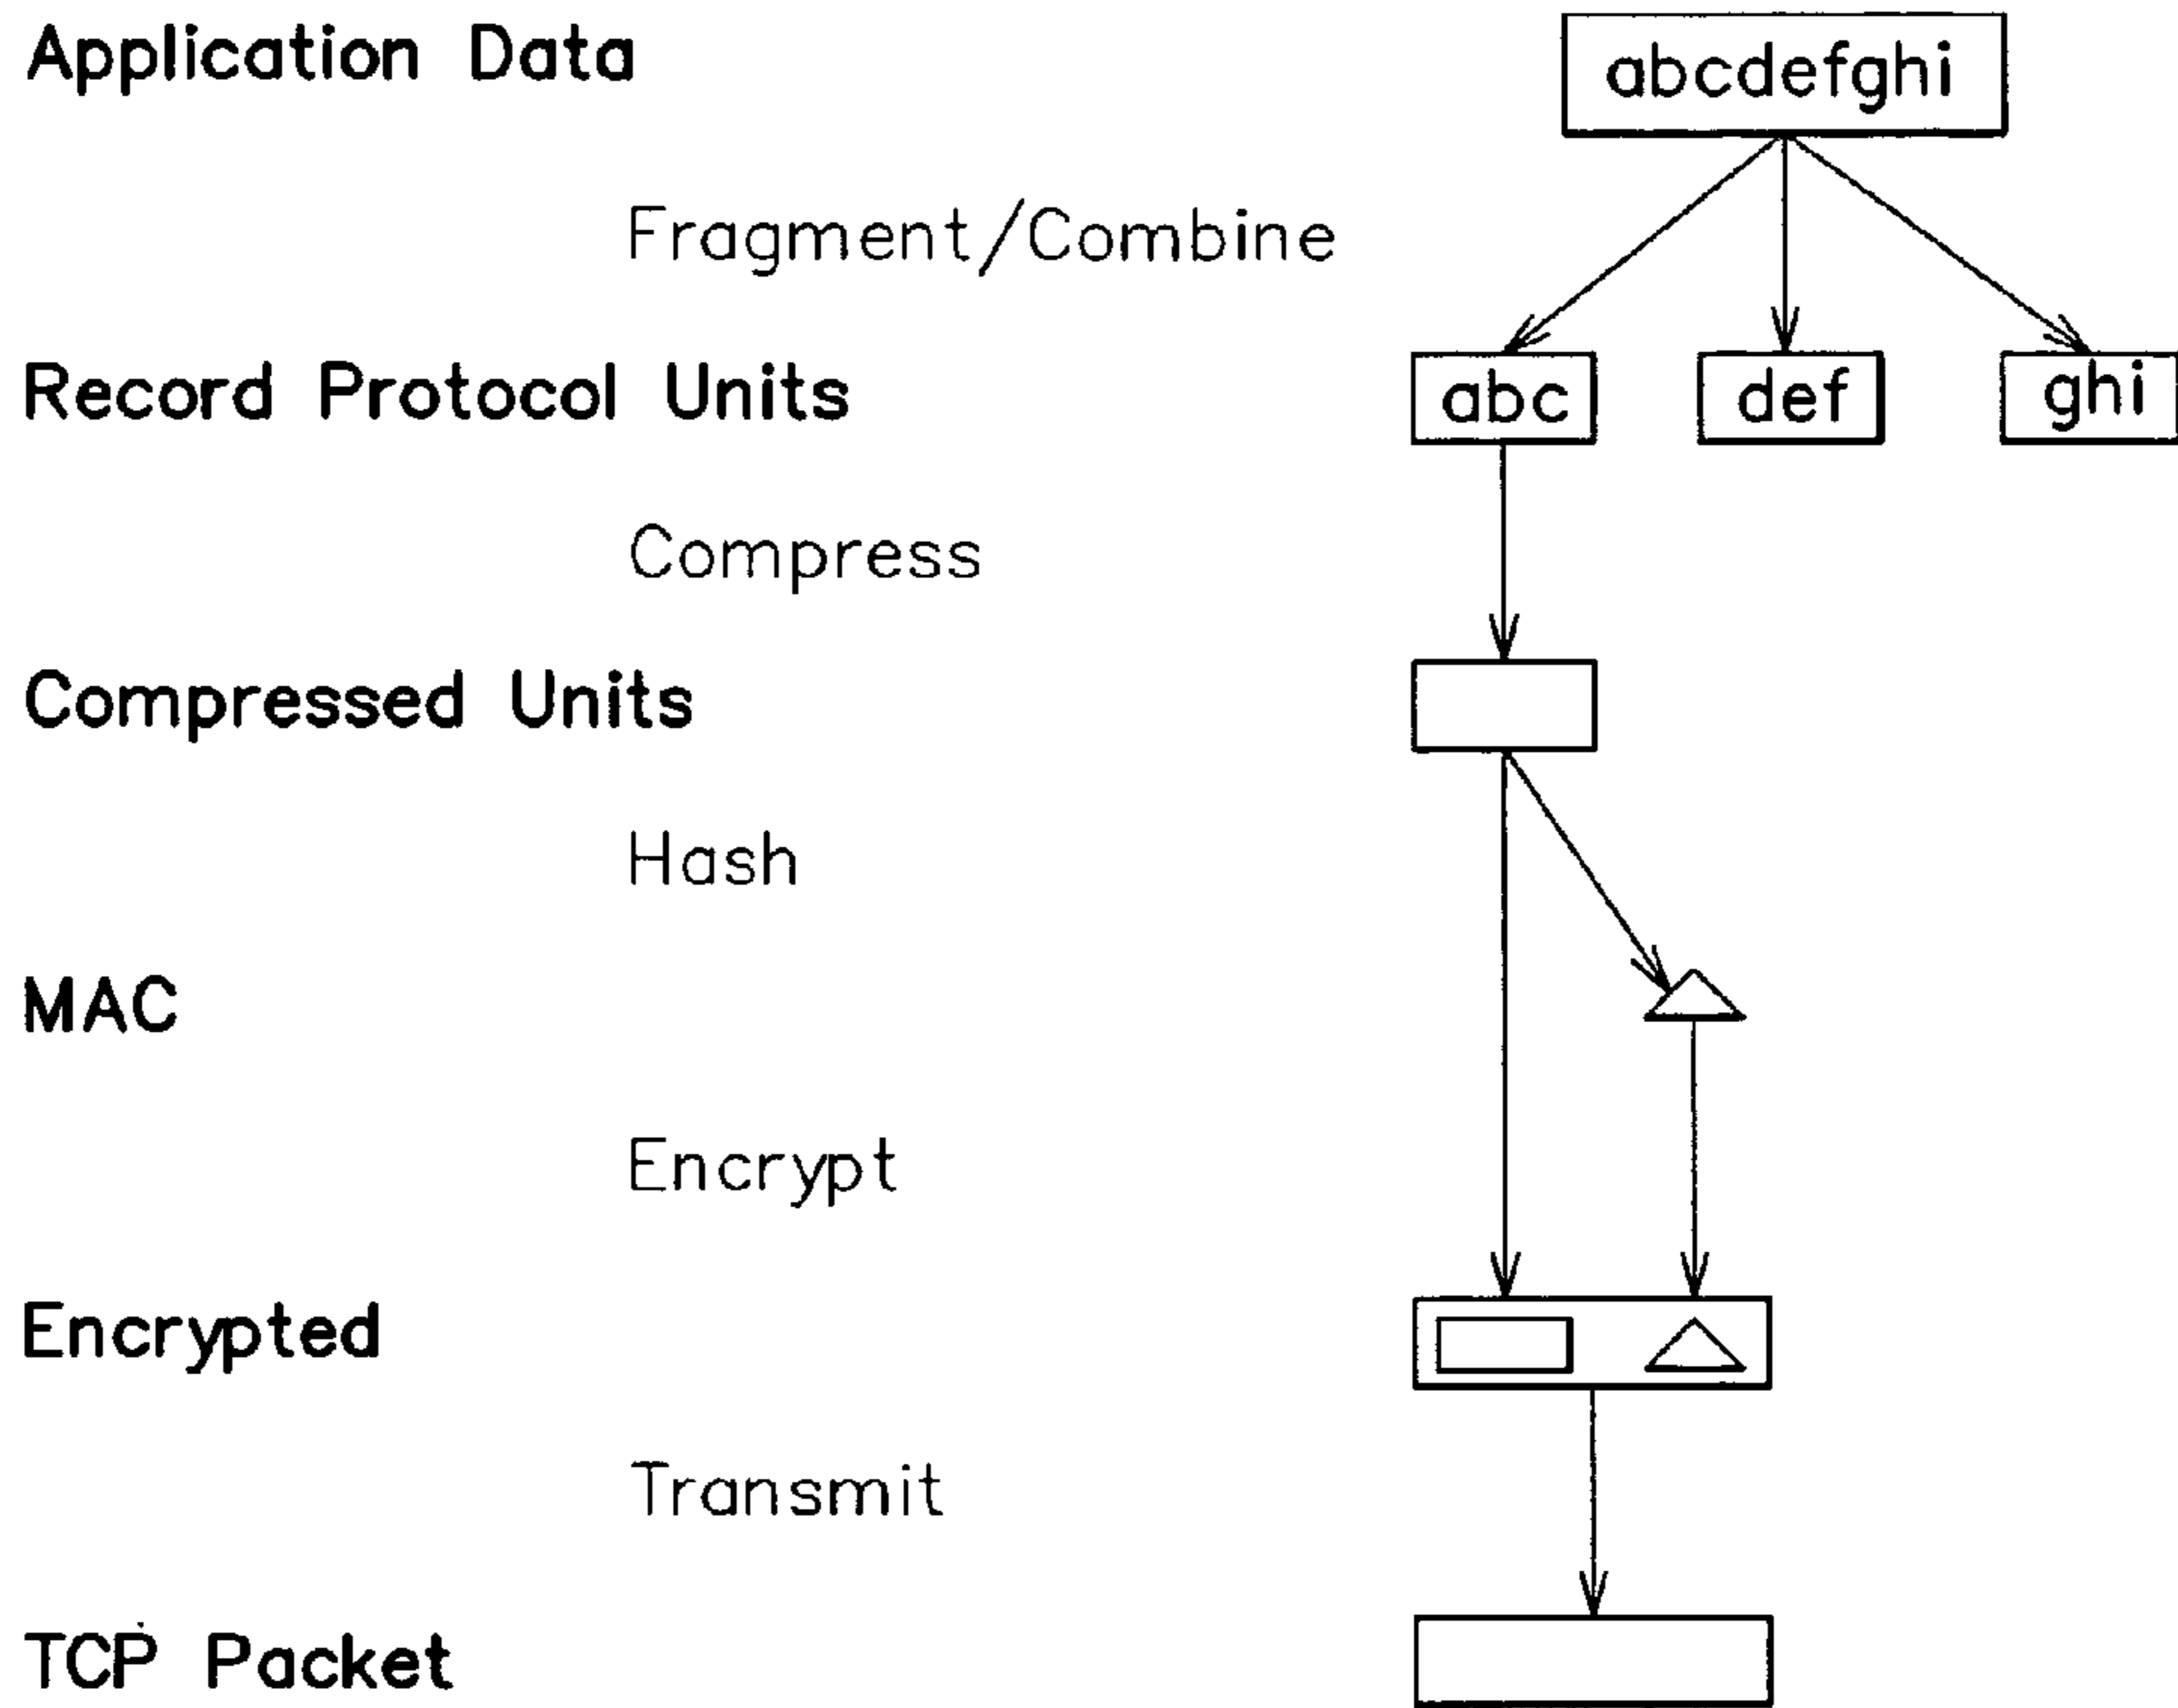 Application Data
abcdefghi
Fragment/Combine
Record Protocol Units
abc
def
ghi
Compress
Compressed Units
Hash
MAC
Encrypt
Encrypted
Transmit
TCP Packet